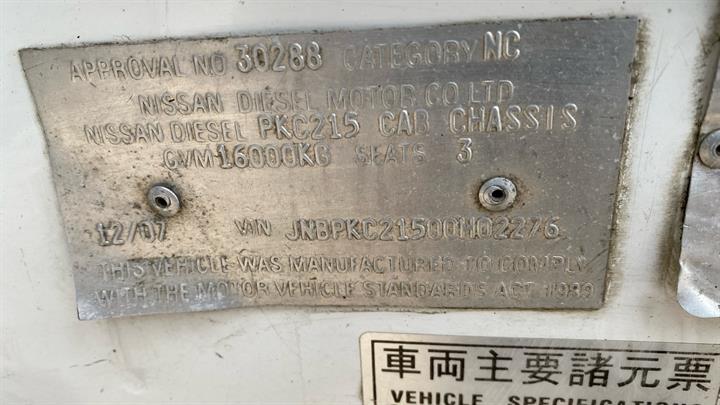 APPROVAL NO 30288 CATEGORY NC
NISSAN DIESEL MOTOR CO LTD
NISSAN DIESEL PKC215 CAB CHASSIS
GVM 16000KG SEATS 3
12/07 VIN JNBPKC21500N02276
THIS VEHICLE WAS MANUFACTURED TO COMPLY
WITH THE MOTOR VEHICLE STANDARDS ACT 1989
車両主要諸元票
VEHICLE SPECIFICATIONS